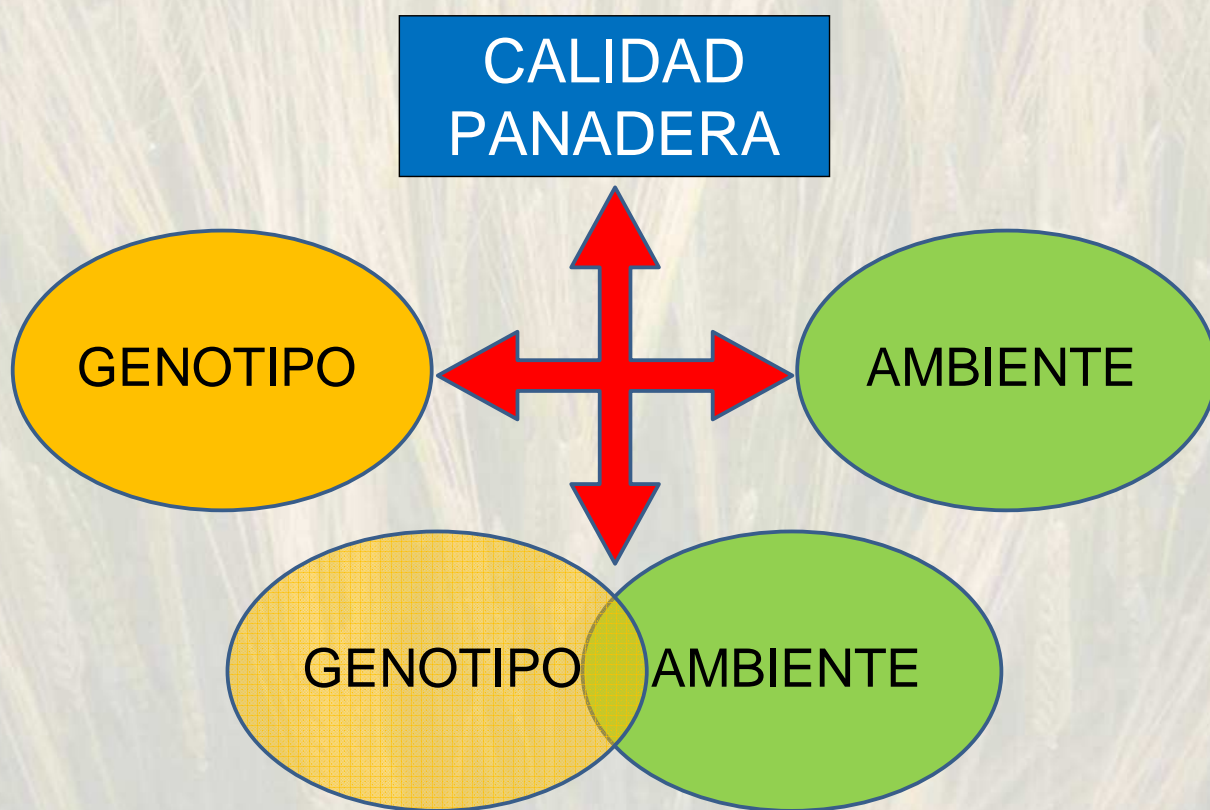 CALIDAD
PANADERA
GENOTIPO
AMBIENTE
GENOTIPO
AMBIENTE